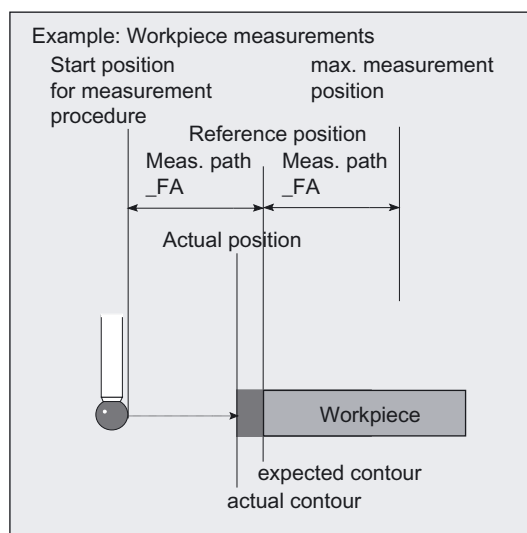 Example: Workpiece measurements
Start position
for measurement
procedure
max. measurement
position
Reference position
Meas. path
_FA
Meas. path
_FA
Actual position
Workpiece
expected contour
actual contour